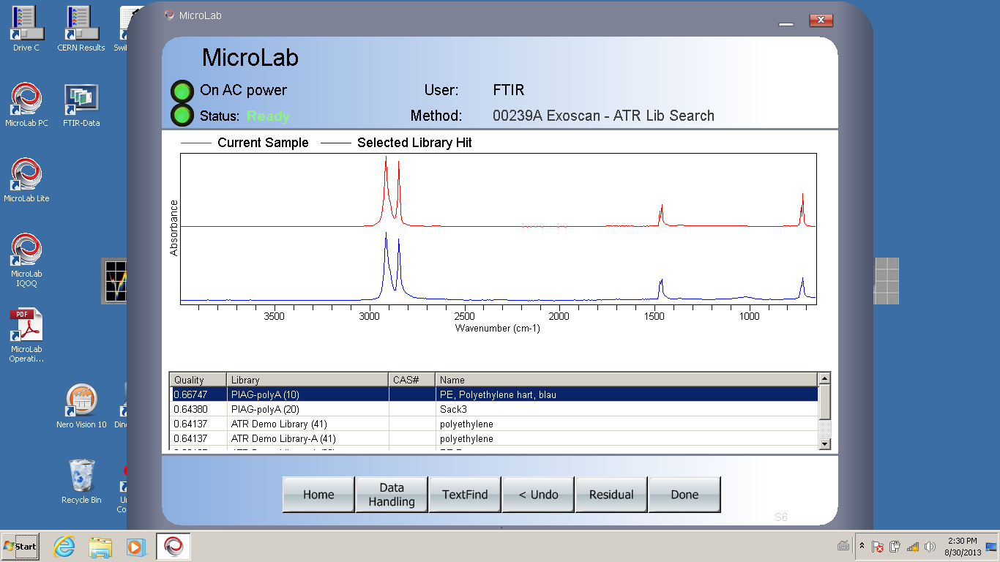 Drive C
CERN Results
Swi
MicroLab PC
FTIR-Data
MicroLab Lite
MicroLab
IQOQ
PDF
MicroLab
Operati...
Nero Vision 10
Din
Recycle Bin
Un
Co
MicroLab
X
MicroLab
On AC power
User: FTIR
Status: Ready
Method: 00239A Exoscan - ATR Lib Search
Current Sample Selected Library Hit
Absorbance
3500 3000 2500 2000 1500 1000
Wavenumber (cm-1)
Quality Library CAS# Name
0.66747 PIAG-polyA (10) PE, Polyethylene hart, blau
0.64380 PIAG-polyA (20) Sack3
0.64137 ATR Demo Library (41) polyethylene
0.64137 ATR Demo Library-A (41) polyethylene
Home
Data
Handling
TextFind
< Undo
Residual
Done
S6
Start
2:30 PM
8/30/2013